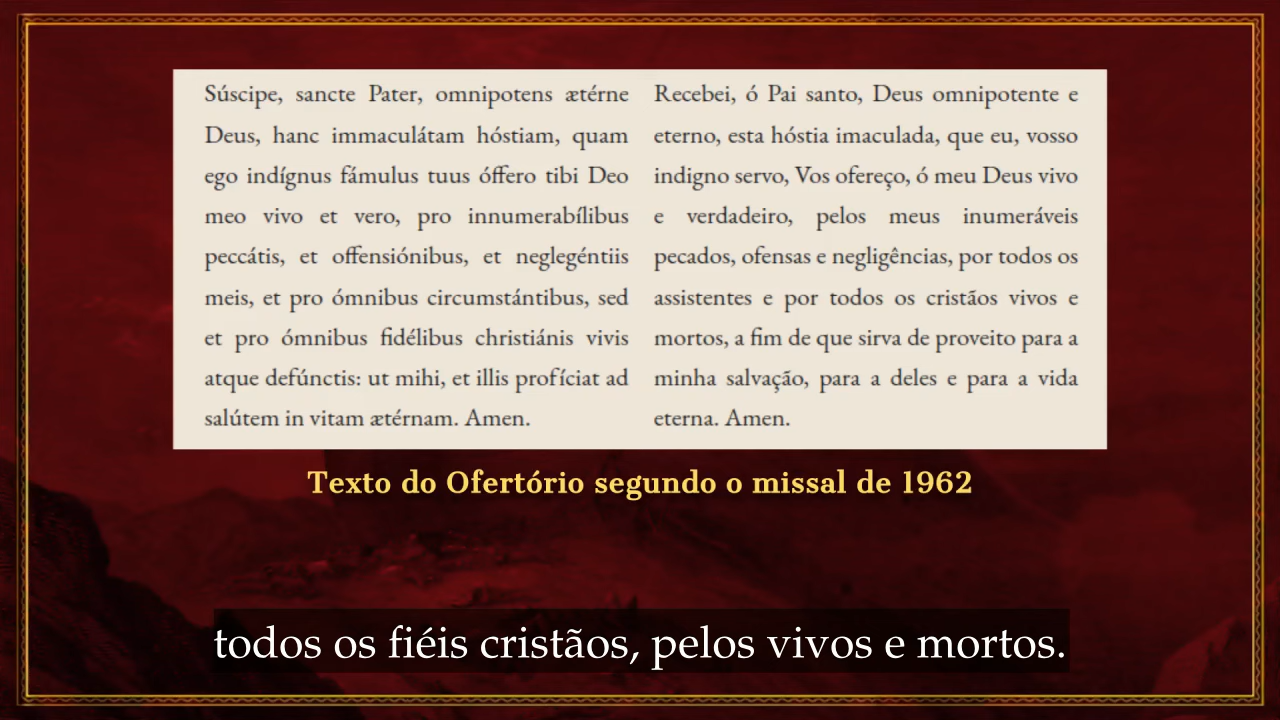 Súscipe, sancte Pater, omnipotens ætérne
Deus, hanc immaculátam hóstiam, quam
ego indígnus fámulus tuus óffero tibi Deo
meo vivo et vero, pro innumerabílibus
peccátis, et offensiónibus, et neglegéntiis
meis, et pro ómnibus circumstántibus, sed
et pro ómnibus fidélibus christiánis vivis
atque defúnctis: ut mihi, et illis profíciat ad
salútem in vitam ætérnam. Amen.
Recebei, ó Pai santo, Deus omnipotente e
eterno, esta hóstia imaculada, que eu, vosso
indigno servo, Vos ofereço, ó meu Deus vivo
e verdadeiro, pelos meus inumeráveis
pecados, ofensas e negligências, por todos os
assistentes e por todos os cristãos vivos e
mortos, a fim de que sirva de proveito para a
minha salvação, para a deles e para a vida
eterna. Amen.
Texto do Ofertório segundo o missal de 1962
todos os fiéis cristãos, pelos vivos e mortos.